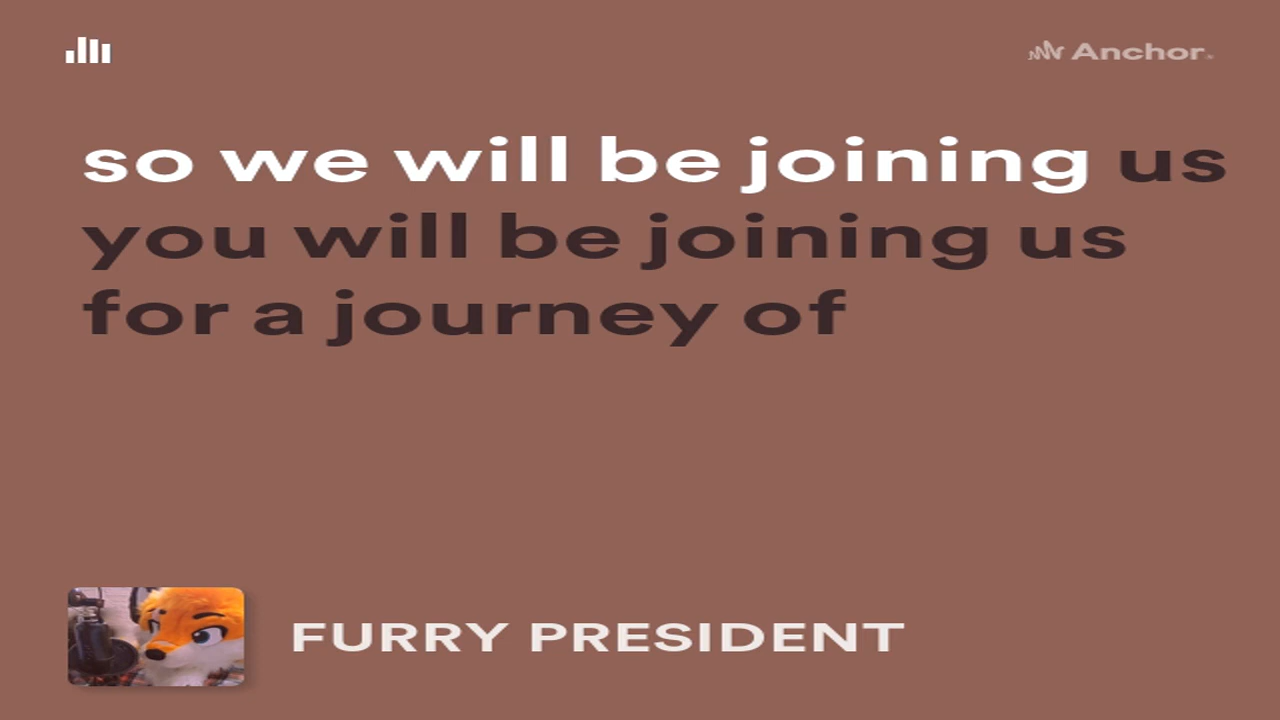 Anchor
so we will be joining us
you will be joining us
for a journey of
FURRY PRESIDENT